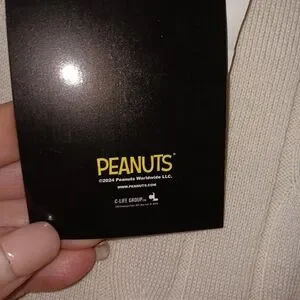 PEANUTS
©2024 Peanuts Worldwide LLC.
WWW.PEANUTS.COM
C-LIFE GROUP